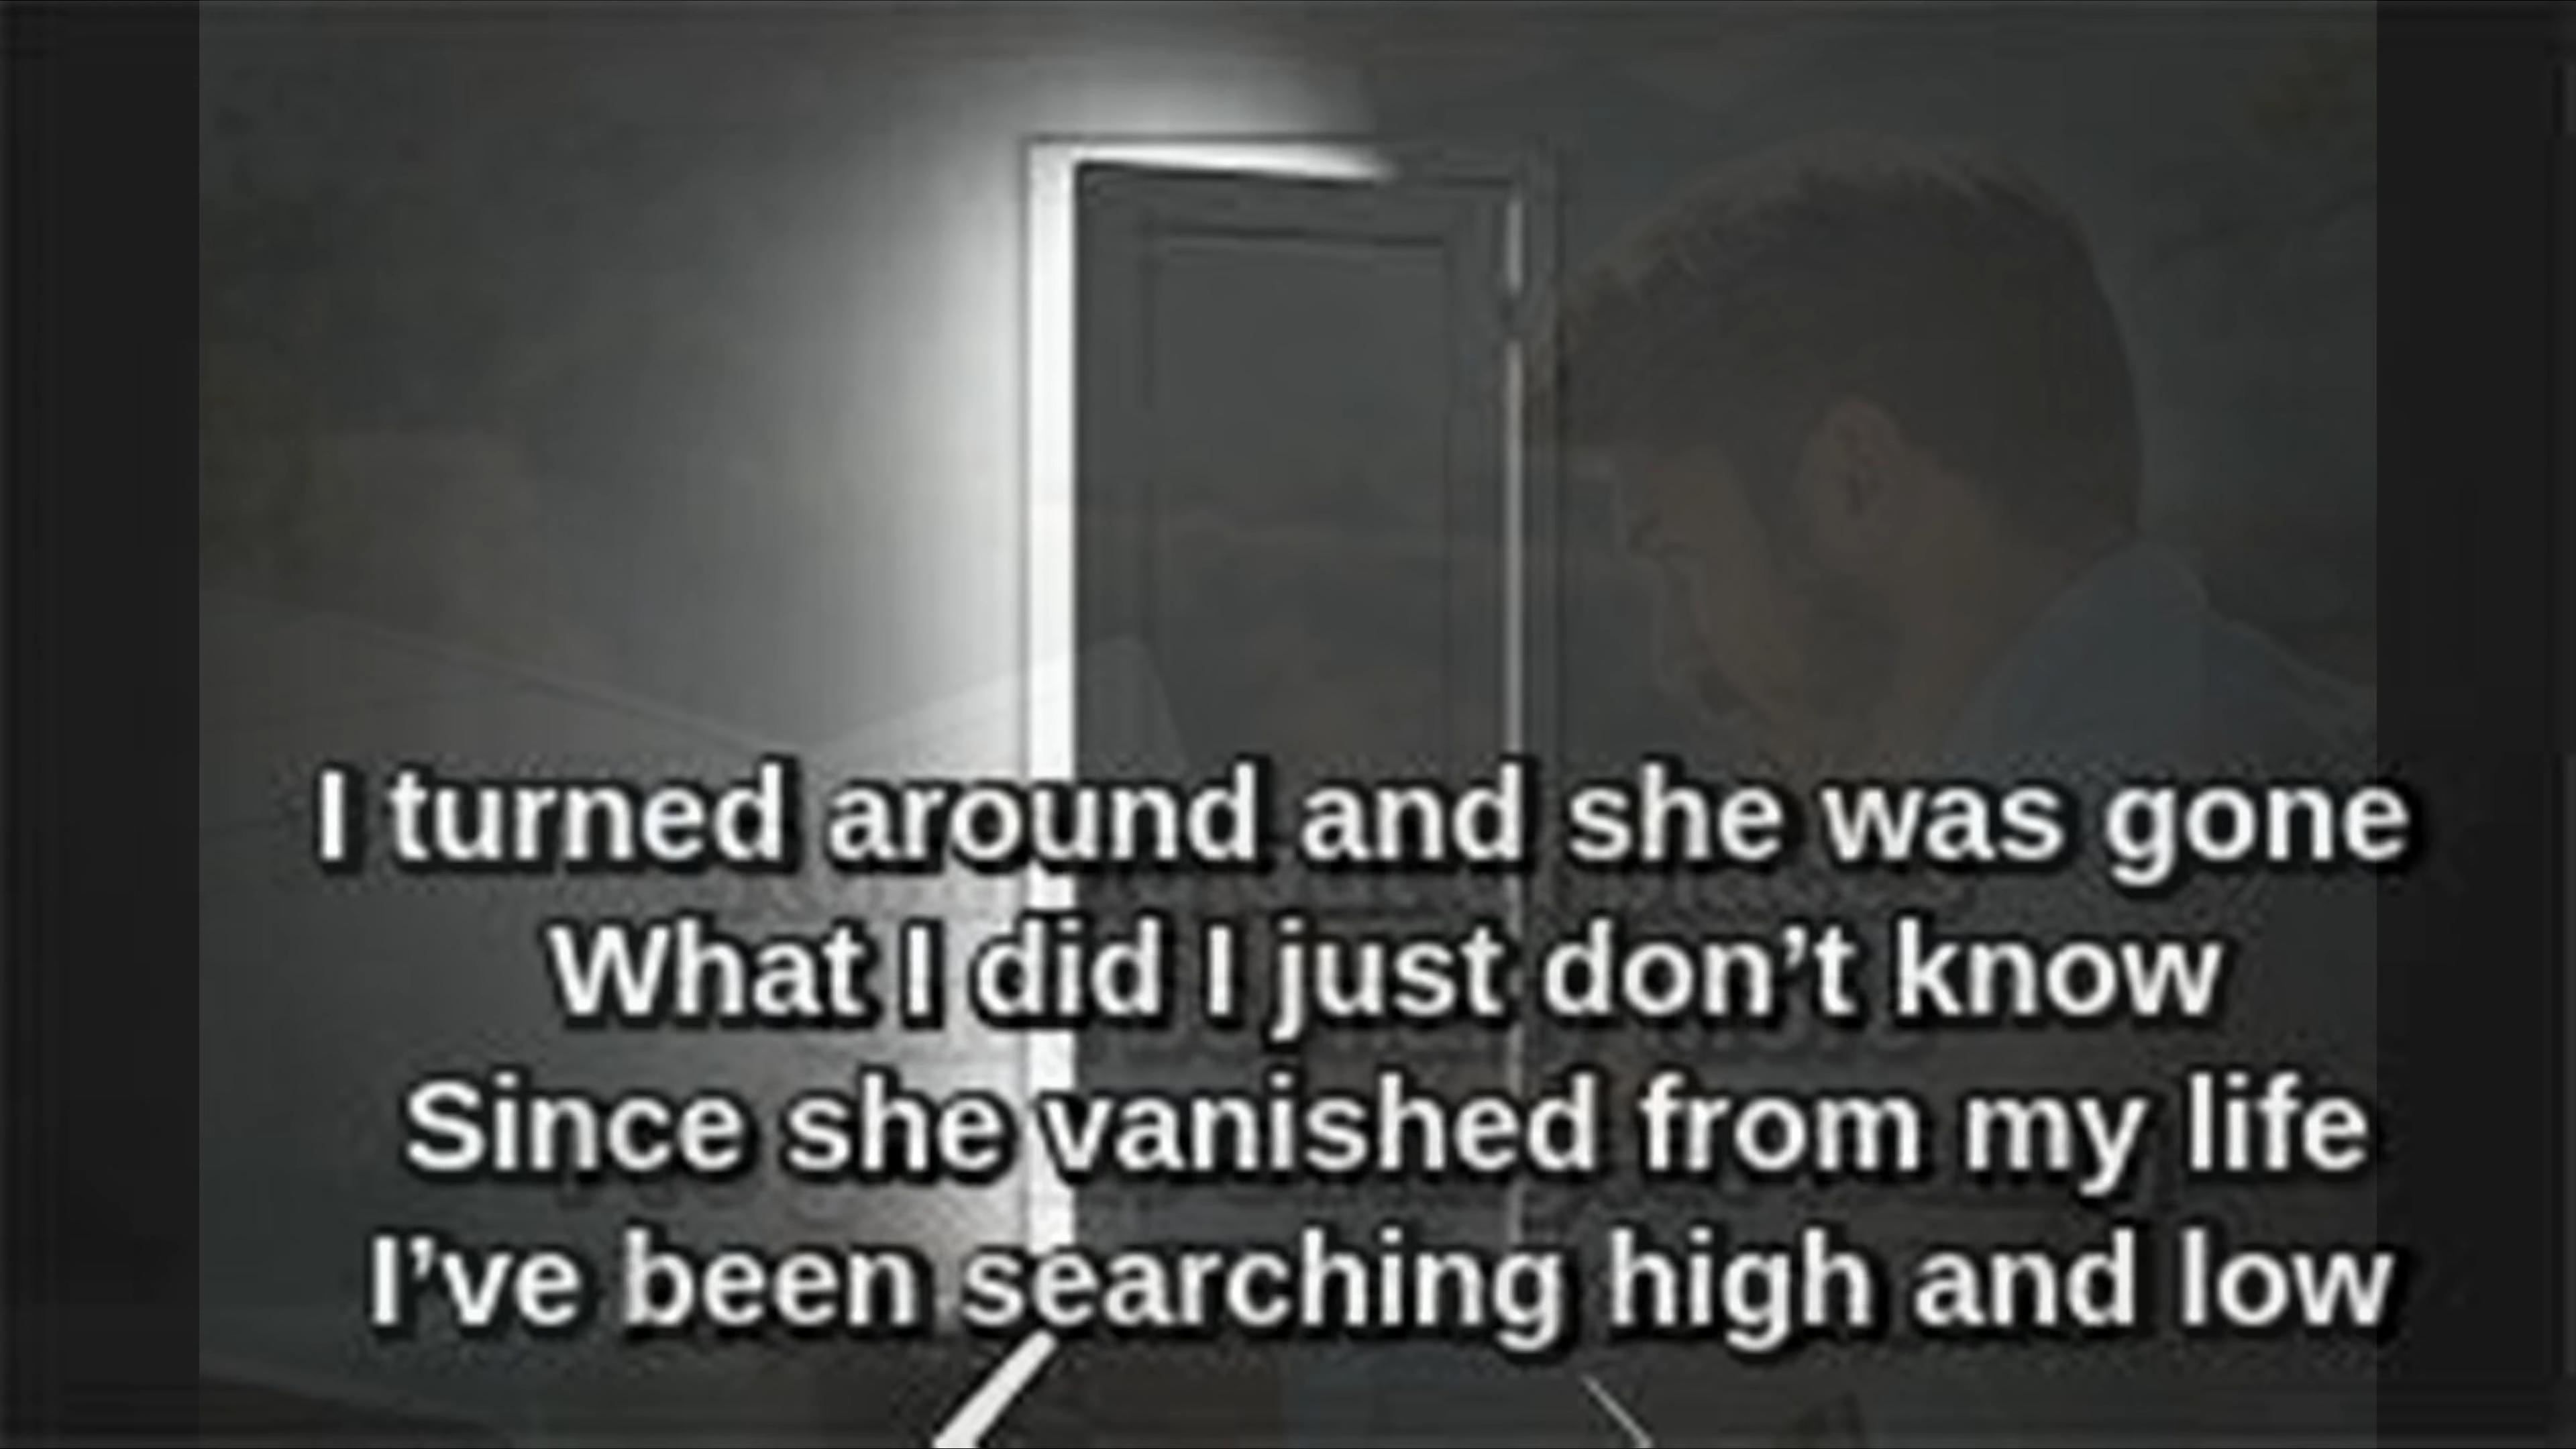 I turned around and she was gone
What I did I just don’t know
Since she vanished from my life
I’ve been searching high and low